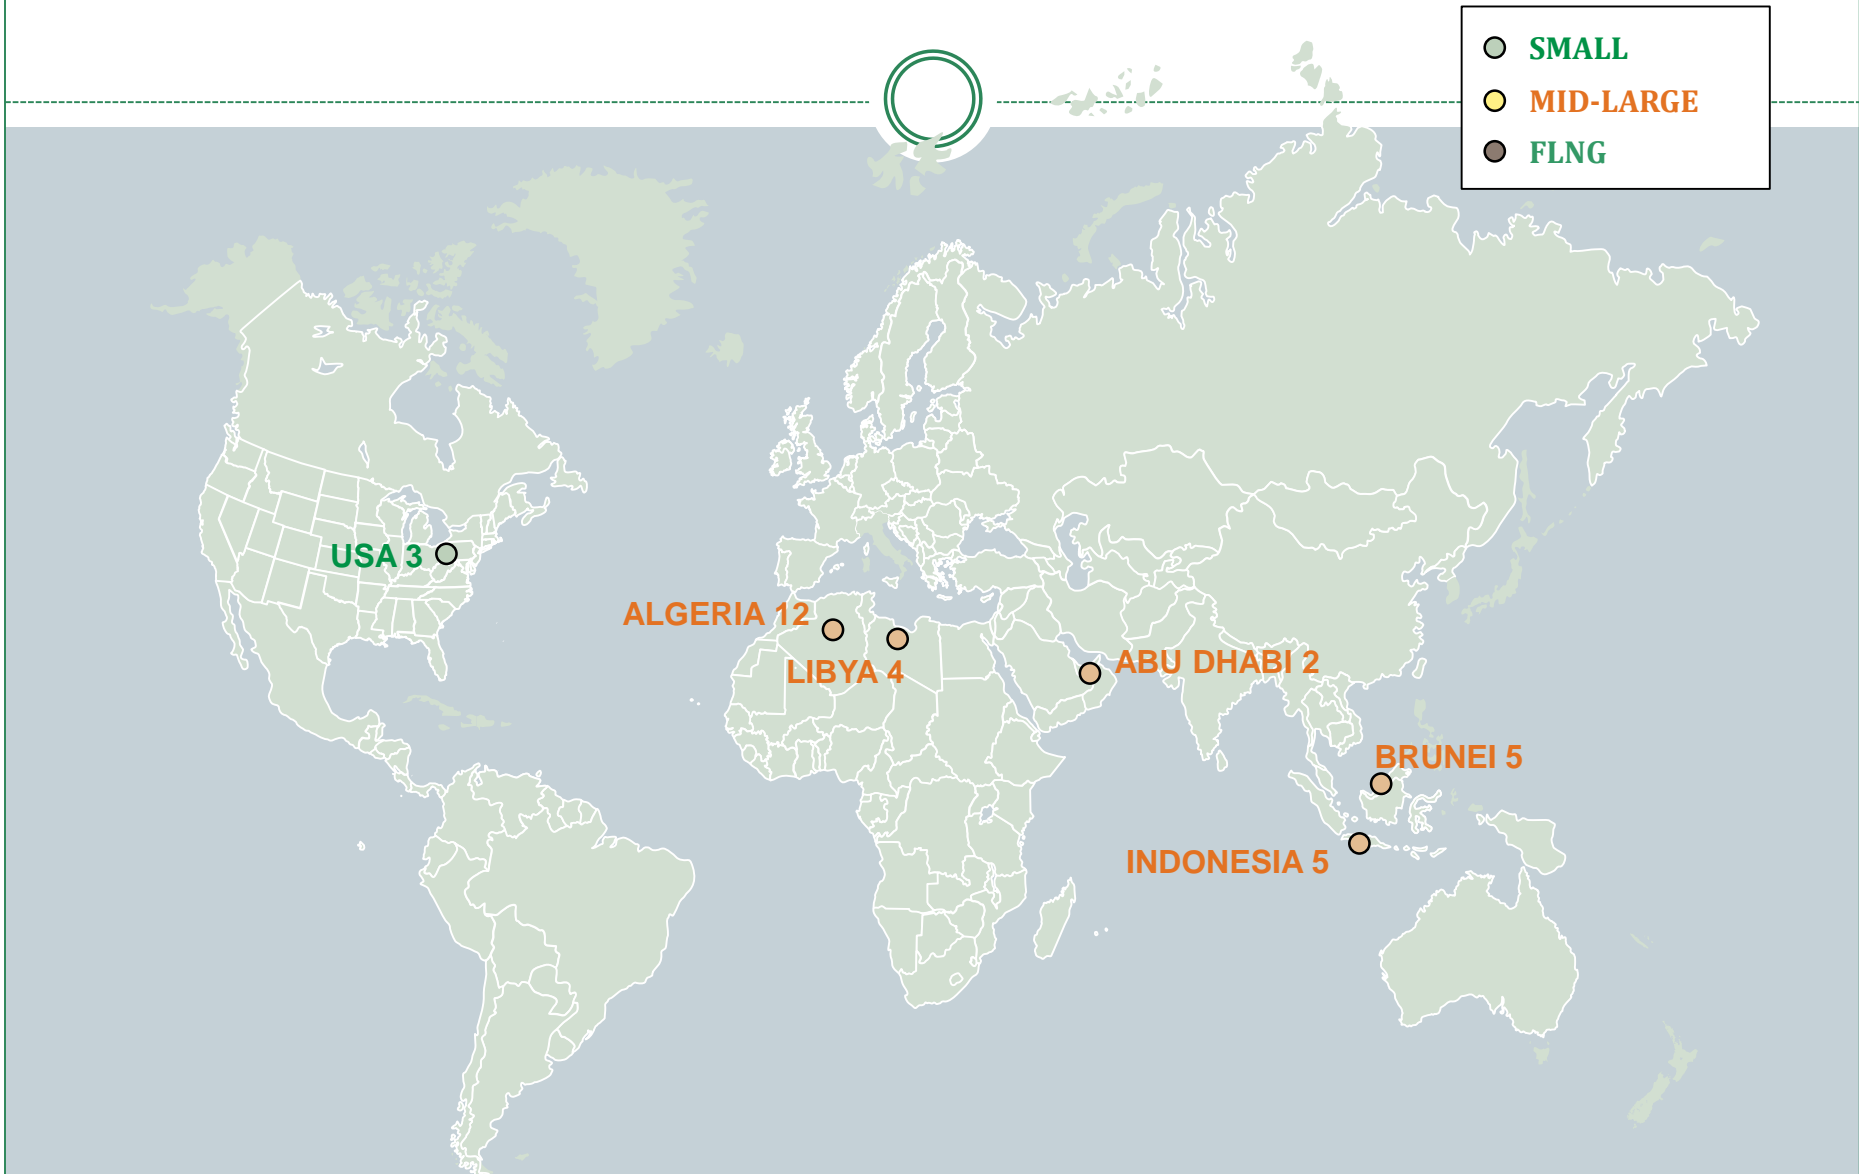 SMALL
MID-LARGE
FLNG
USA 3
ALGERIA 12
LIBYA 4
ABU DHABI 2
BRUNEI 5
INDONESIA 5